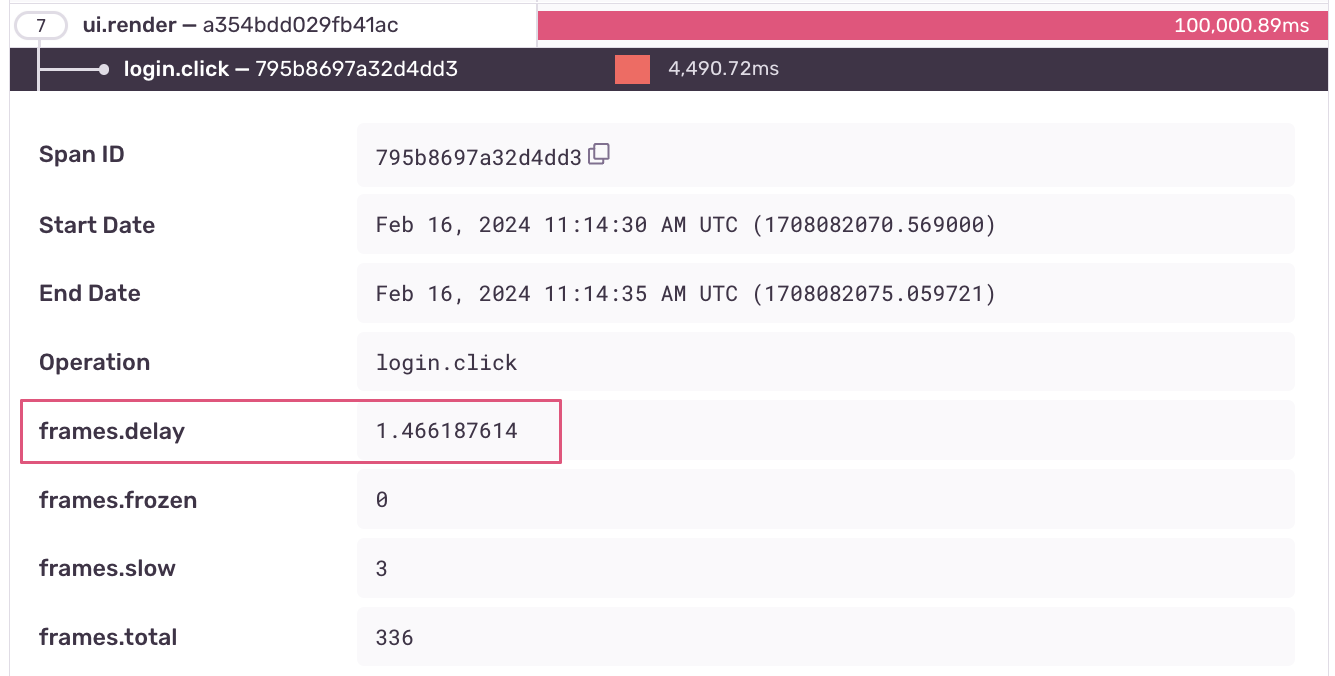 7 ui.render — a354bdd029fb41ac 100,000.89ms
login.click — 795b8697a32d4dd3 4,490.72ms
Span ID 795b8697a32d4dd3
Start Date Feb 16, 2024 11:14:30 AM UTC (1708082070.569000)
End Date Feb 16, 2024 11:14:35 AM UTC (1708082075.059721)
Operation login.click
frames.delay 1.466187614
frames.frozen 0
frames.slow 3
frames.total 336